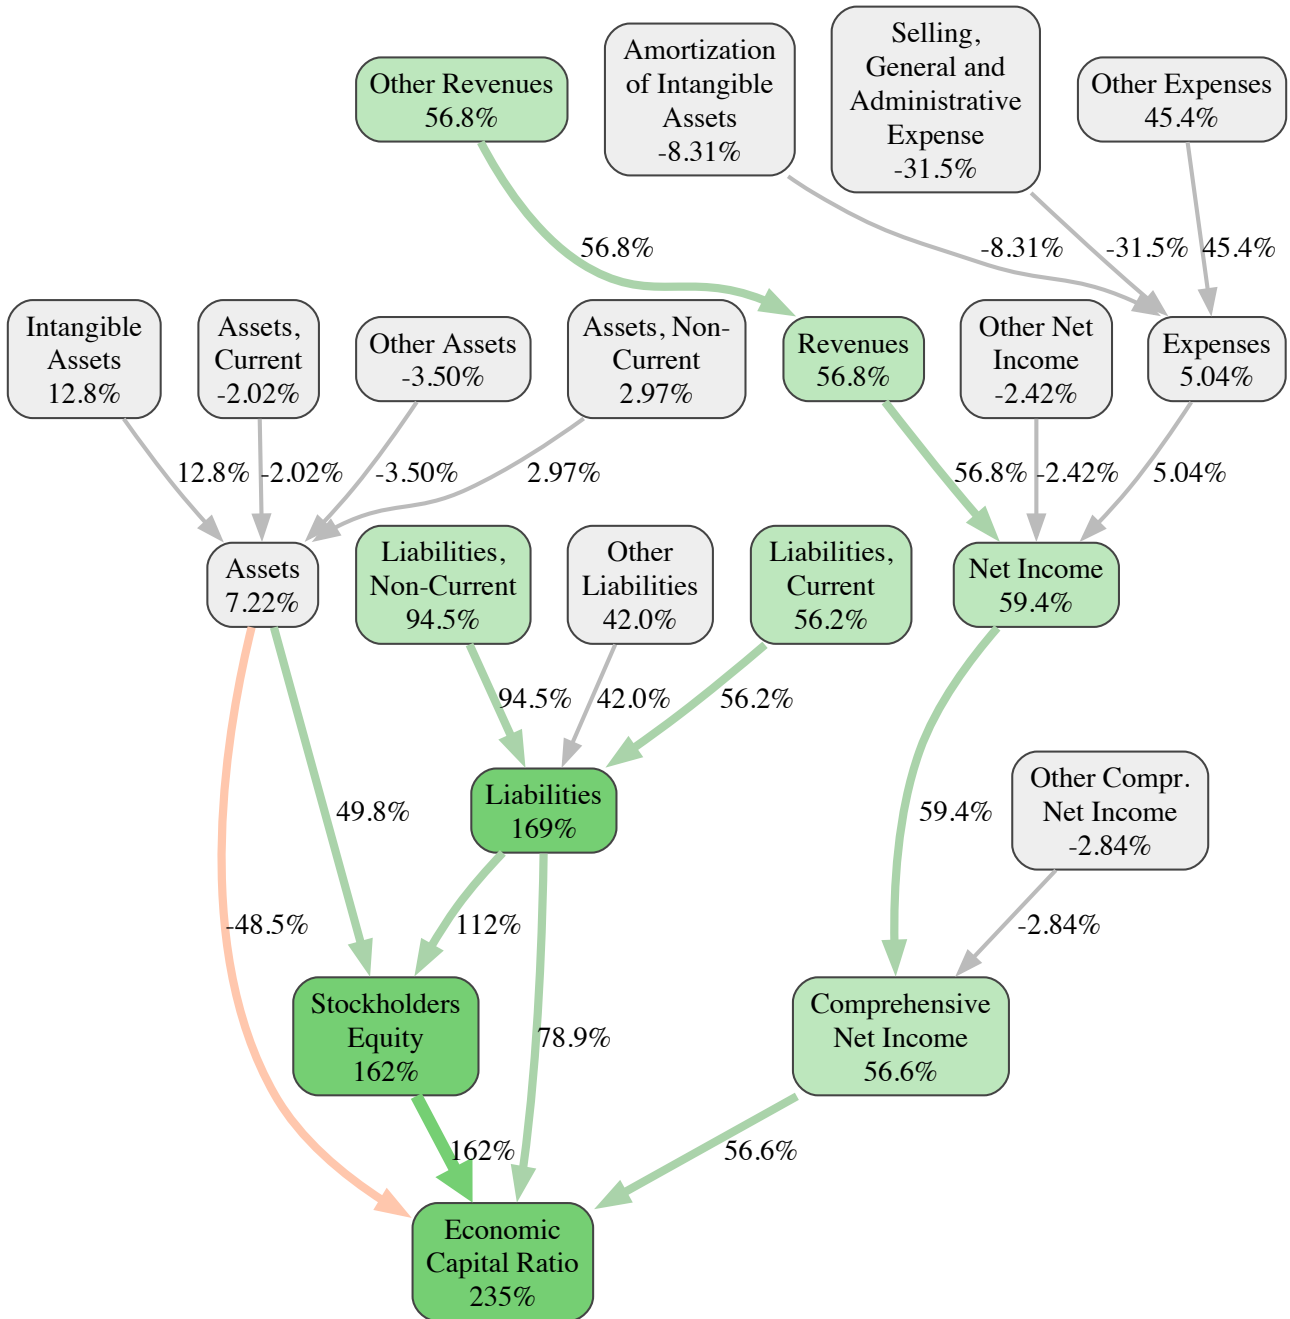 Other Revenues
56.8%
Amortization
of Intangible
Assets
-8.31%
Selling,
General and
Administrative
Expense
-31.5%
Other Expenses
45.4%
56.8%
-8.31%
-31.5%
45.4%
Intangible
Assets
12.8%
Assets,
Current
-2.02%
Other Assets
-3.50%
Assets, Non-
Current
2.97%
Revenues
56.8%
Other Net
Income
-2.42%
Expenses
5.04%
12.8%
-2.02%
-3.50%
2.97%
56.8%
-2.42%
5.04%
Assets
7.22%
Liabilities,
Non-Current
94.5%
Other
Liabilities
42.0%
Liabilities,
Current
56.2%
Net Income
59.4%
94.5%
42.0%
56.2%
Liabilities
169%
Other Compr.
Net Income
-2.84%
49.8%
59.4%
-48.5%
112%
-2.84%
Stockholders
Equity
162%
78.9%
Comprehensive
Net Income
56.6%
162%
56.6%
Economic
Capital Ratio
235%